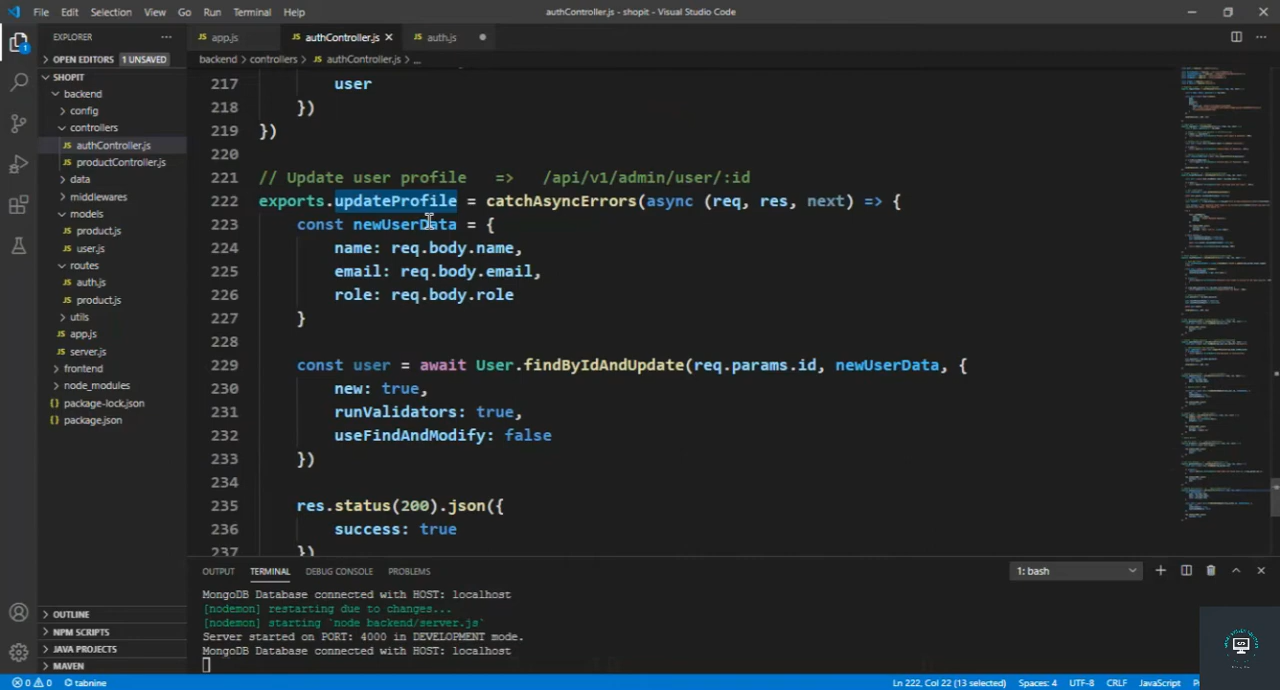 File Edit Selection View Go Run Terminal Help
authController.js - shopit - Visual Studio Code
EXPLORER
app.js
authController.js
auth.js
OPEN EDITORS 1 UNSAVED
backend > controllers > authController.js > ...
SHOPIT
backend
config
controllers
authController.js
productController.js
data
middlewares
models
product.js
user.js
routes
auth.js
product.js
utils
app.js
server.js
frontend
node_modules
package-lock.json
package.json
OUTLINE
NPM SCRIPTS
JAVA PROJECTS
MAVEN
217 user
218 })
219 })
220
221 // Update user profile => /api/v1/admin/user/:id
222 exports.updateProfile = catchAsyncErrors(async (req, res, next) => {
223 const newUserData = {
224 name: req.body.name,
225 email: req.body.email,
226 role: req.body.role
227 }
228
229 const user = await User.findByIdAndUpdate(req.params.id, newUserData, {
230 new: true,
231 runValidators: true,
232 useFindAndModify: false
233 })
234
235 res.status(200).json({
236 success: true
237 })
OUTPUT TERMINAL DEBUG CONSOLE PROBLEMS
1: bash
MongoDB Database connected with HOST: localhost
[nodemon] restarting due to changes...
[nodemon] starting `node backend/server.js`
Server started on PORT: 4000 in DEVELOPMENT mode.
MongoDB Database connected with HOST: localhost
0 0 tabnine
Ln 222, Col 22 (13 selected) Spaces: 4 UTF-8 CRLF JavaScript